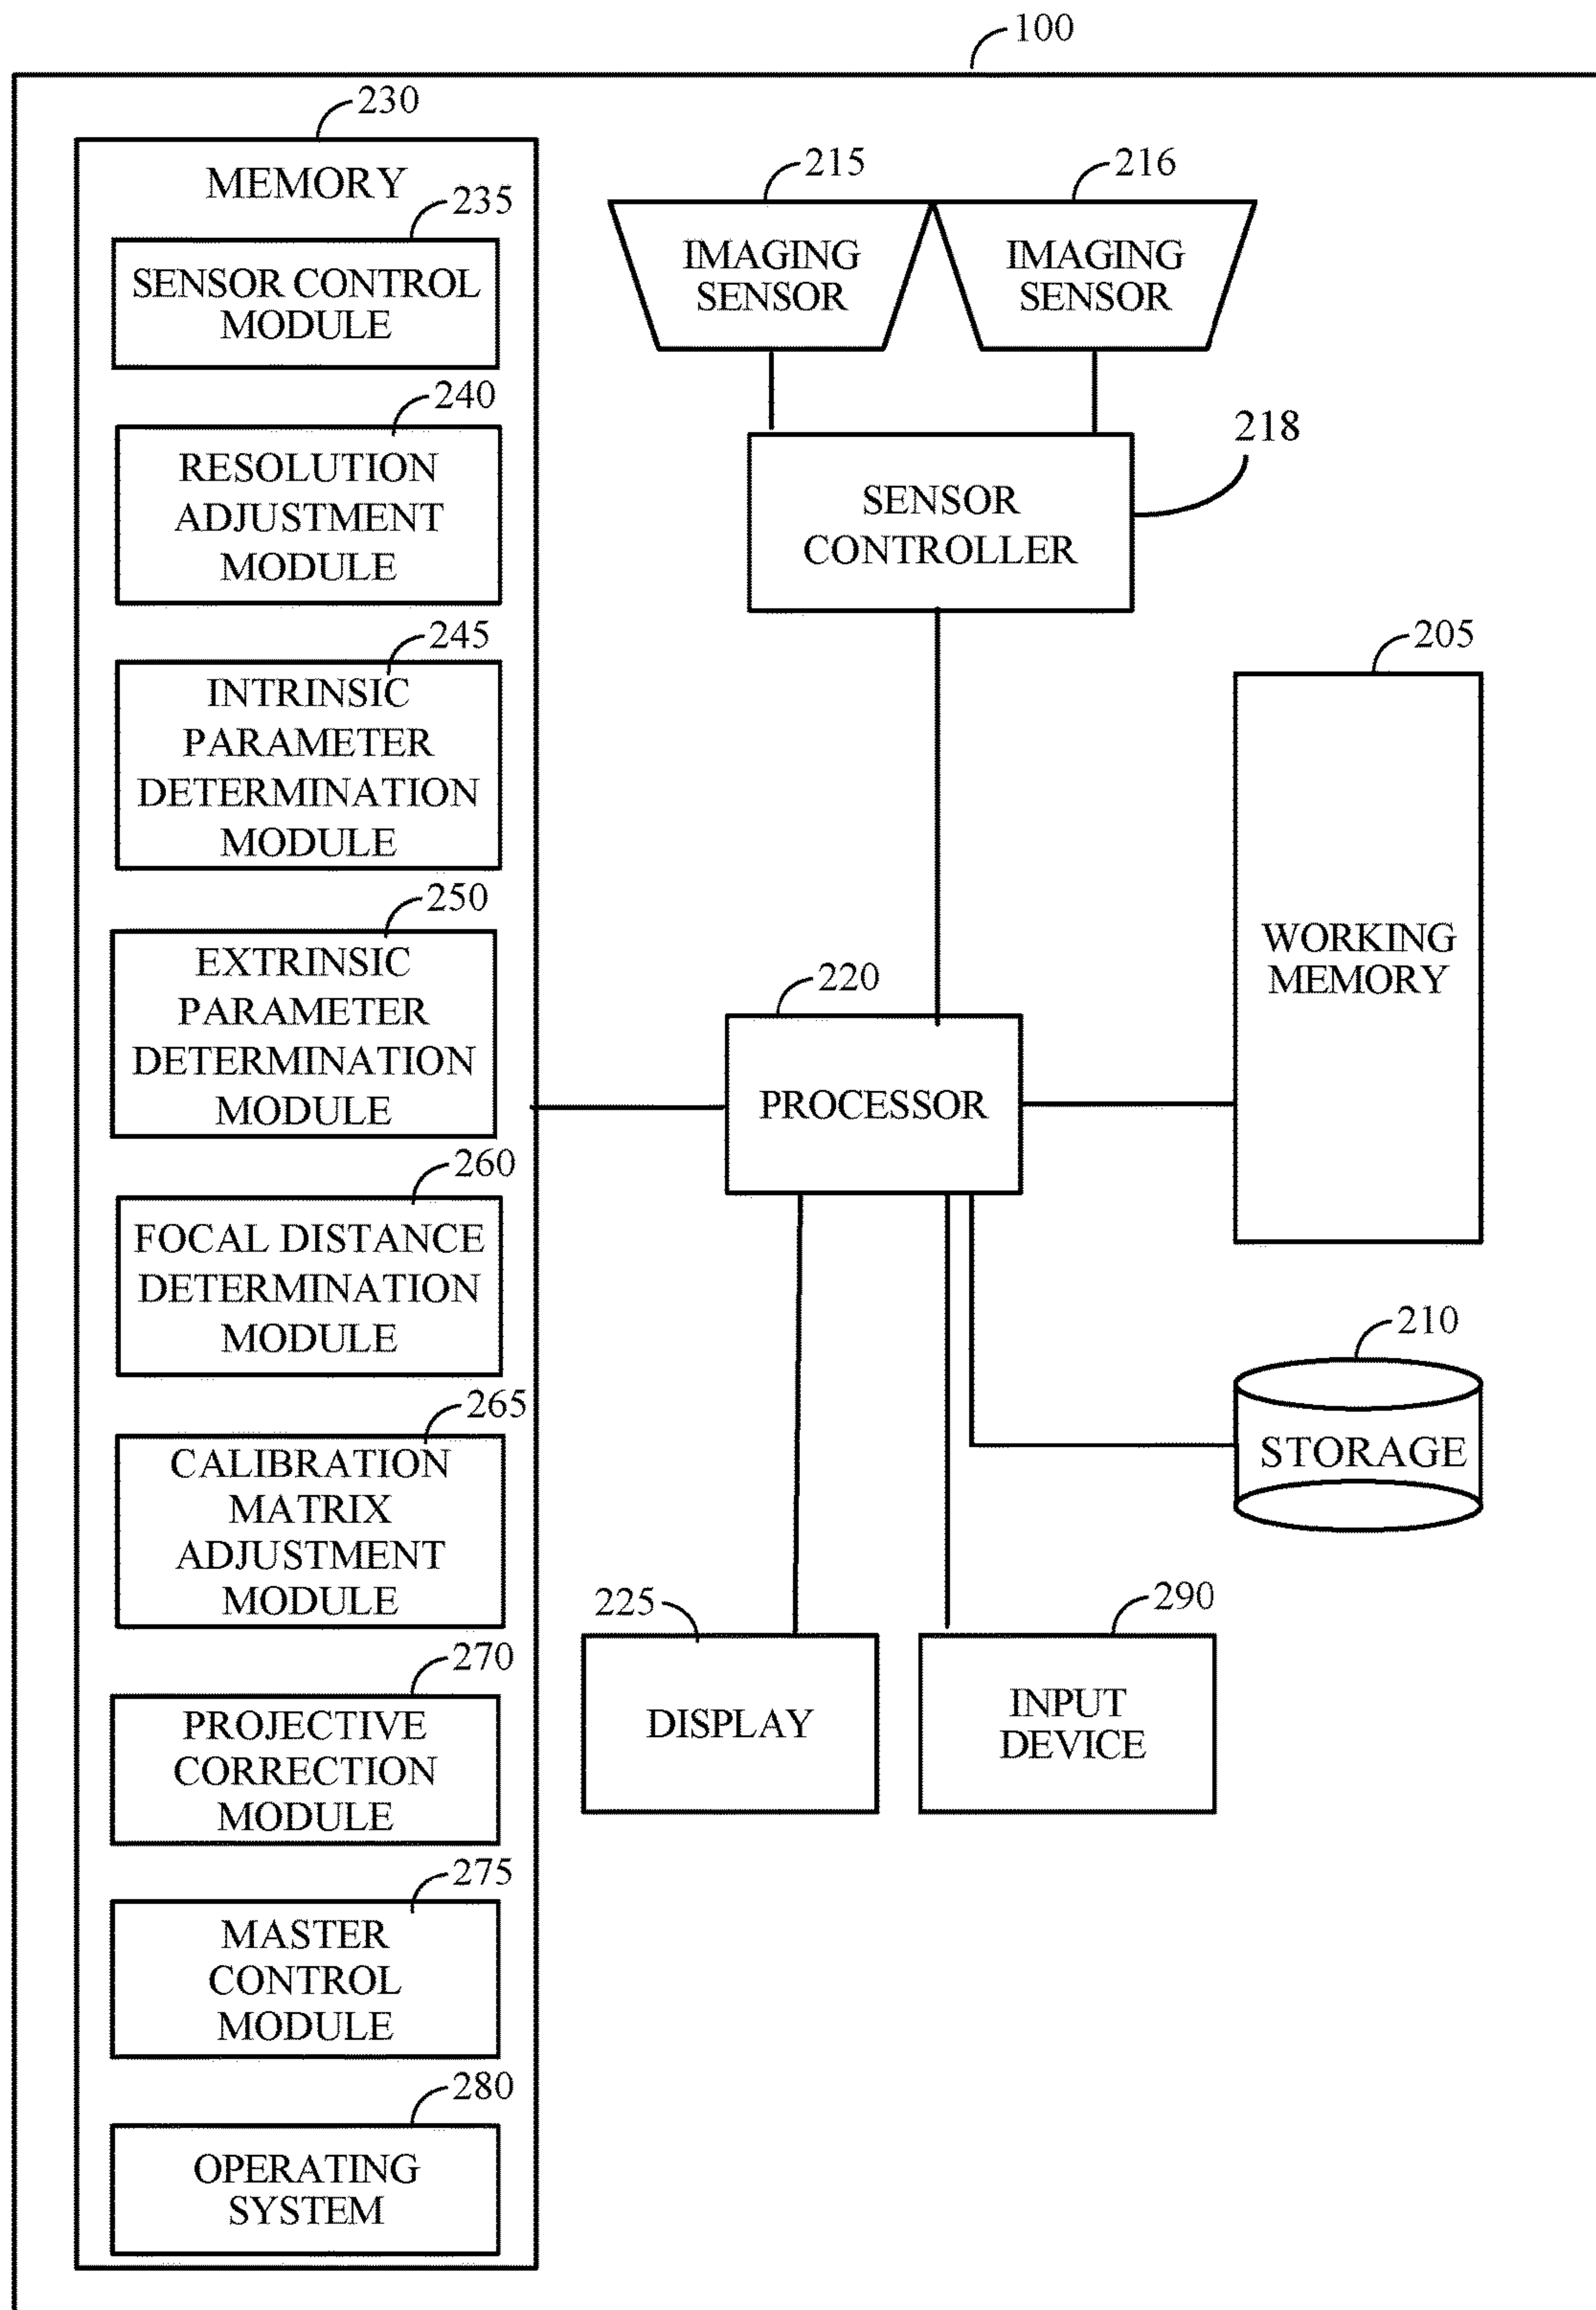 100
230
MEMORY
235
SENSOR CONTROL
MODULE
240
RESOLUTION
ADJUSTMENT
MODULE
245
INTRINSIC
PARAMETER
DETERMINATION
MODULE
250
EXTRINSIC
PARAMETER
DETERMINATION
MODULE
260
FOCAL DISTANCE
DETERMINATION
MODULE
265
CALIBRATION
MATRIX
ADJUSTMENT
MODULE
270
PROJECTIVE
CORRECTION
MODULE
275
MASTER
CONTROL
MODULE
280
OPERATING
SYSTEM
215
IMAGING
SENSOR
216
IMAGING
SENSOR
218
SENSOR
CONTROLLER
205
WORKING
MEMORY
220
PROCESSOR
210
STORAGE
225
DISPLAY
290
INPUT
DEVICE